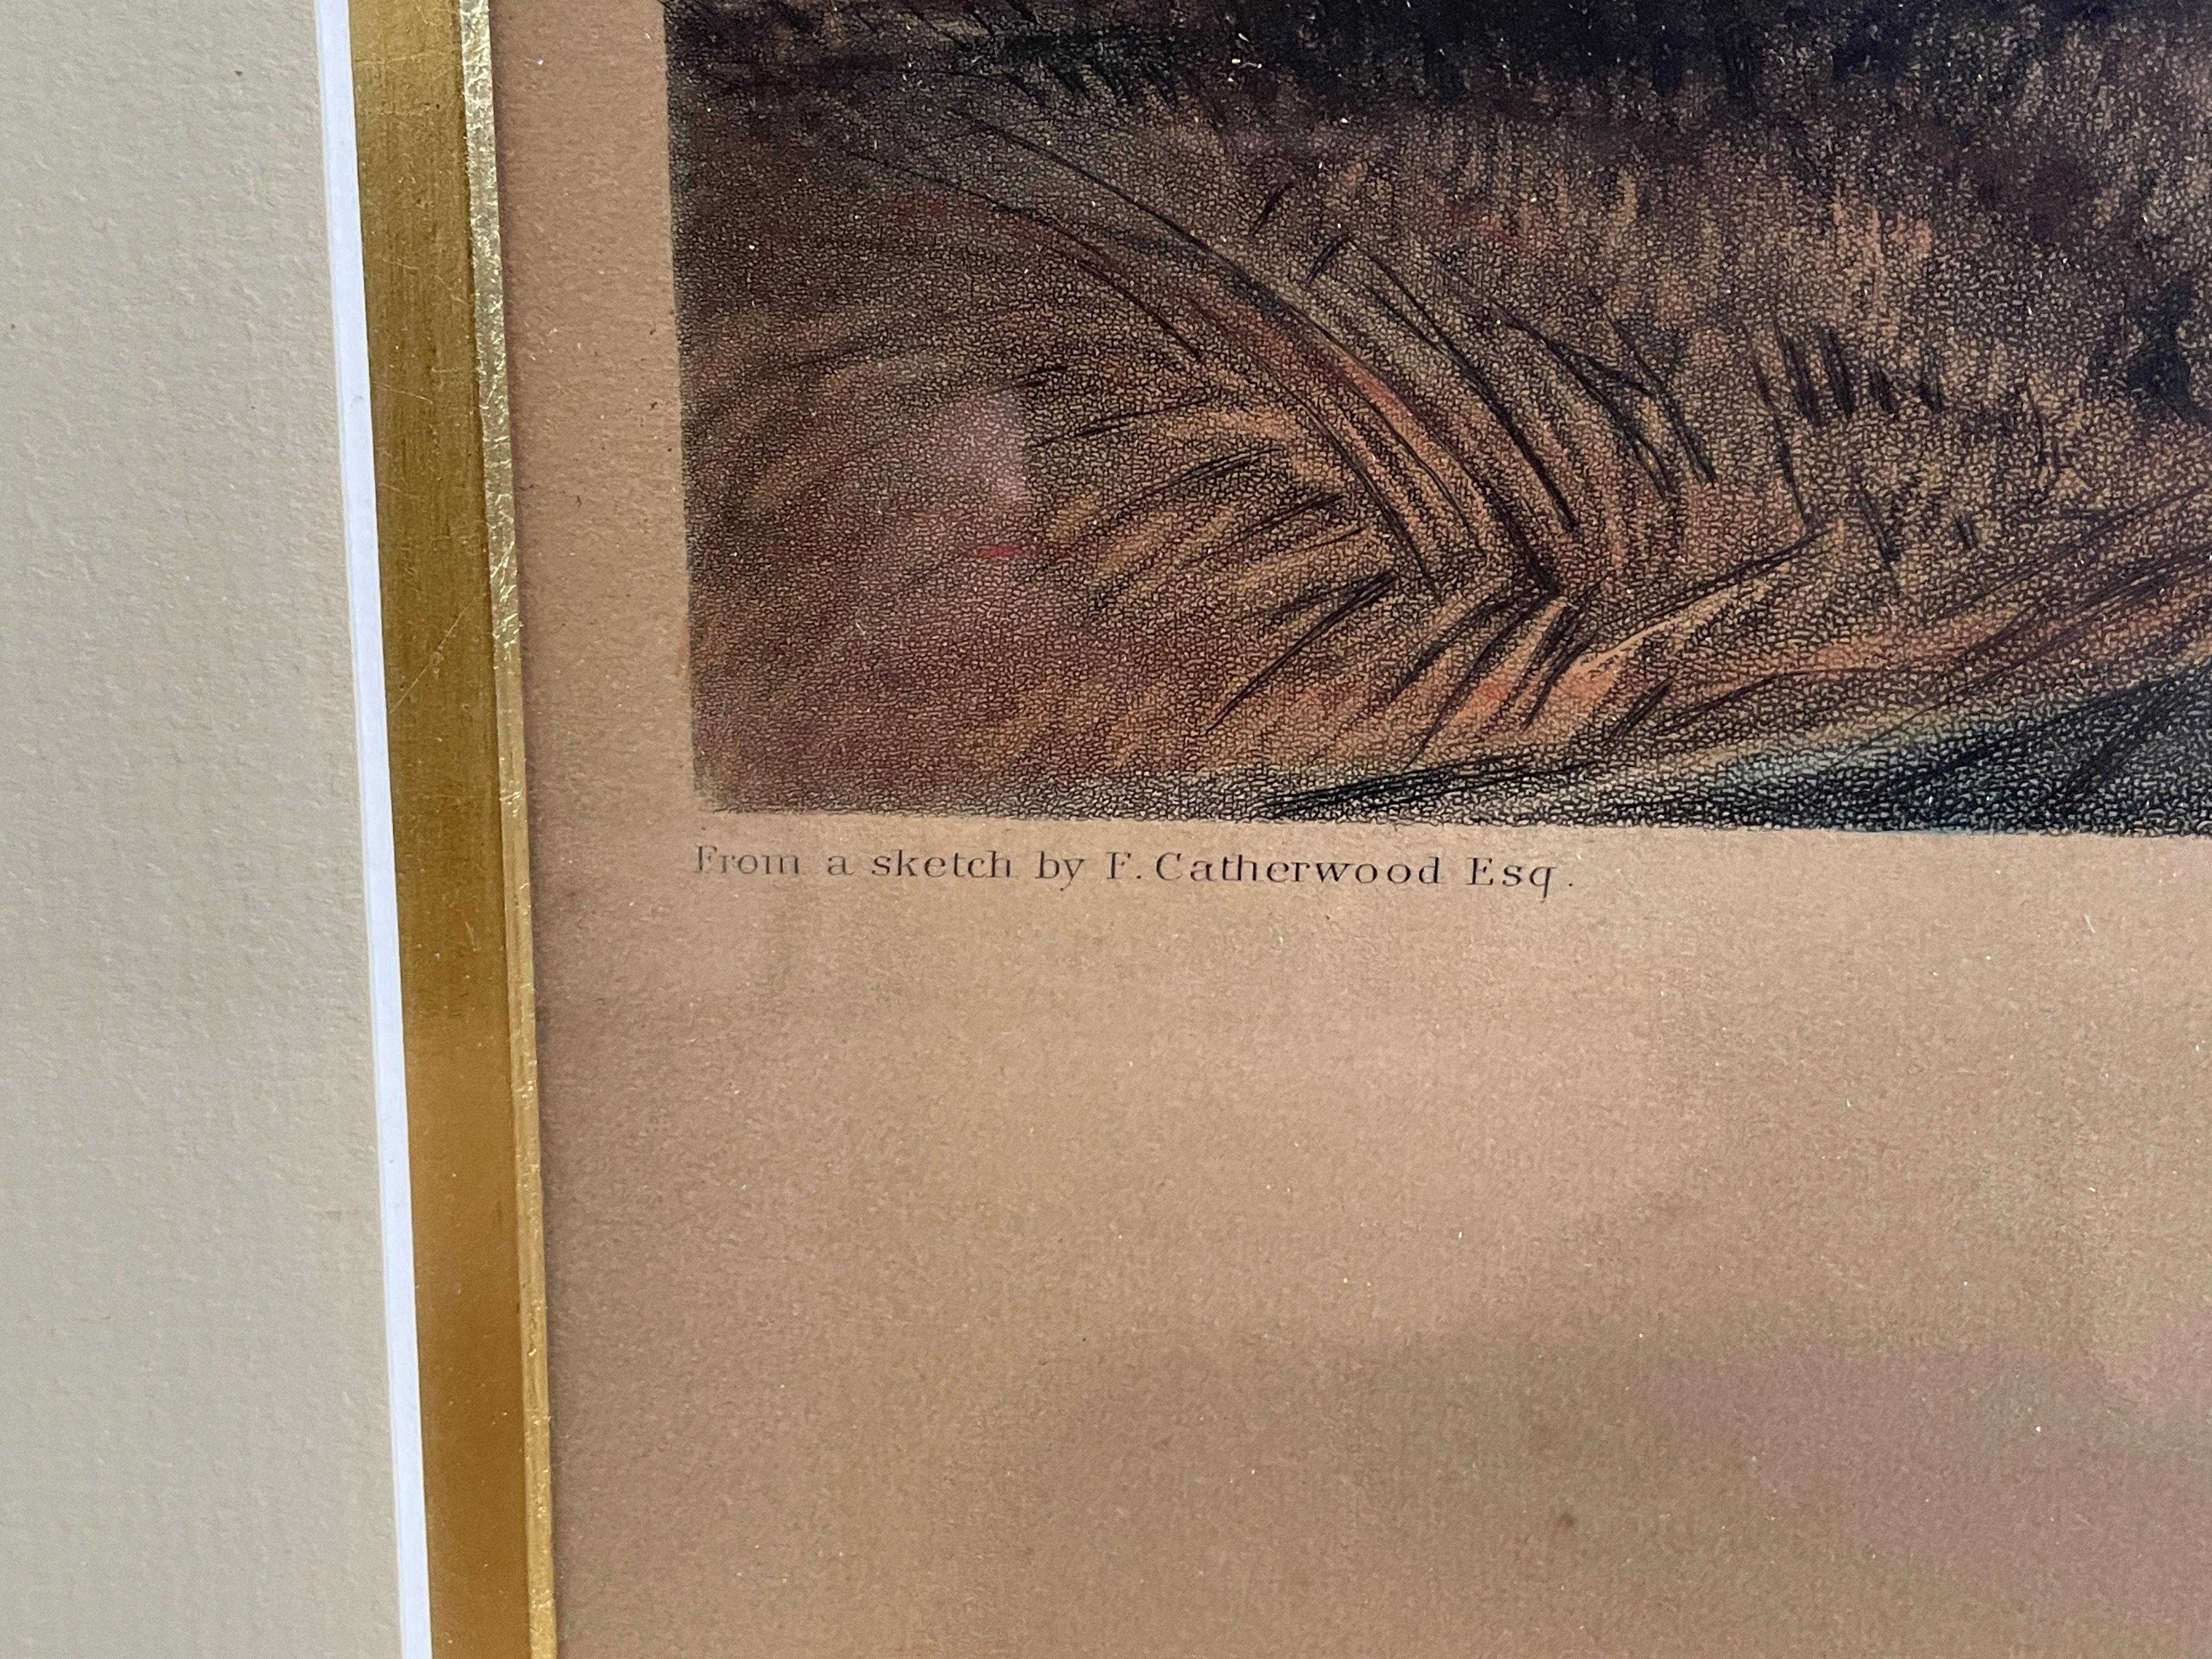 From a sketch by F. Catherwood Esq.